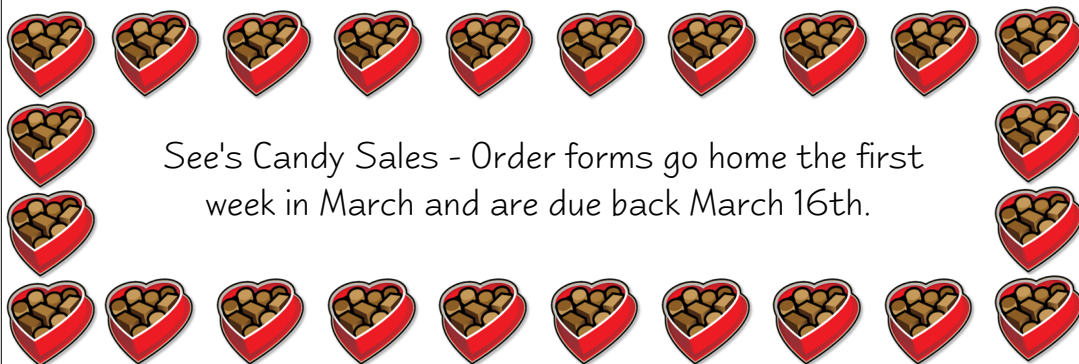 See's Candy Sales - Order forms go home the first
week in March and are due back March 16th.